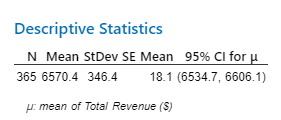 Descriptive Statistics
N Mean StDev SE Mean 95% CI for μ
365 6570.4 346.4 18.1 (6534.7, 6606.1)
μ: mean of Total Revenue ($)